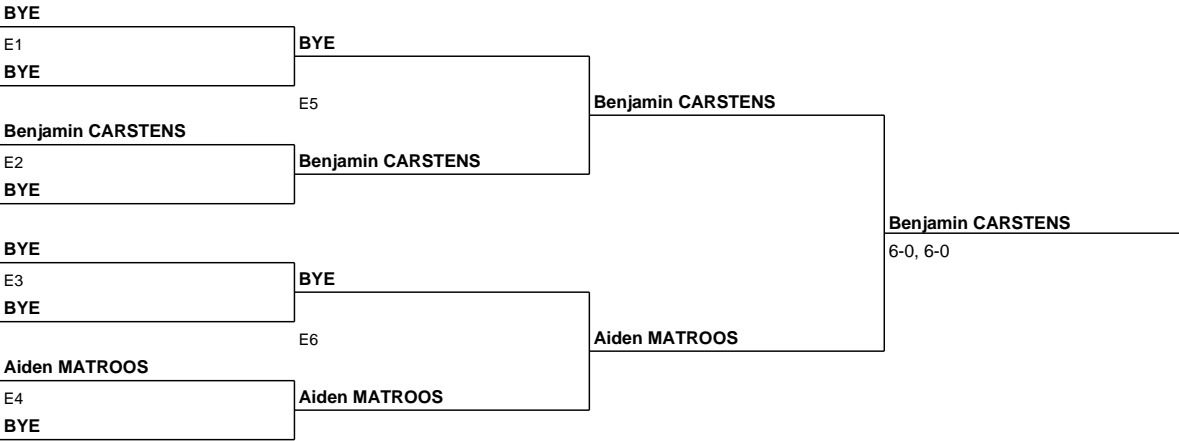 BYE
E1
BYE
BYE
E5
Benjamin CARSTENS
Benjamin CARSTENS
E2
Benjamin CARSTENS
BYE
Benjamin CARSTENS
6-0, 6-0
BYE
E3
BYE
BYE
E6
Aiden MATROOS
Aiden MATROOS
E4
Aiden MATROOS
BYE